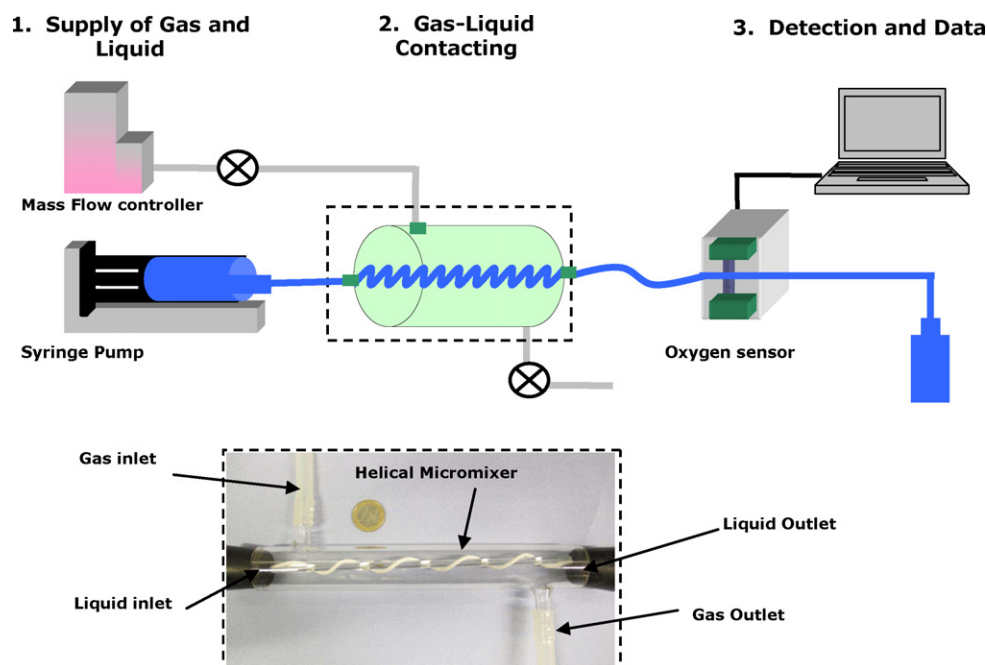 1. Supply of Gas and
Liquid
2. Gas-Liquid
Contacting
3. Detection and Data
Mass Flow controller
Syringe Pump
Oxygen sensor
Gas inlet
Helical Micromixer
Liquid Outlet
Liquid inlet
Gas Outlet